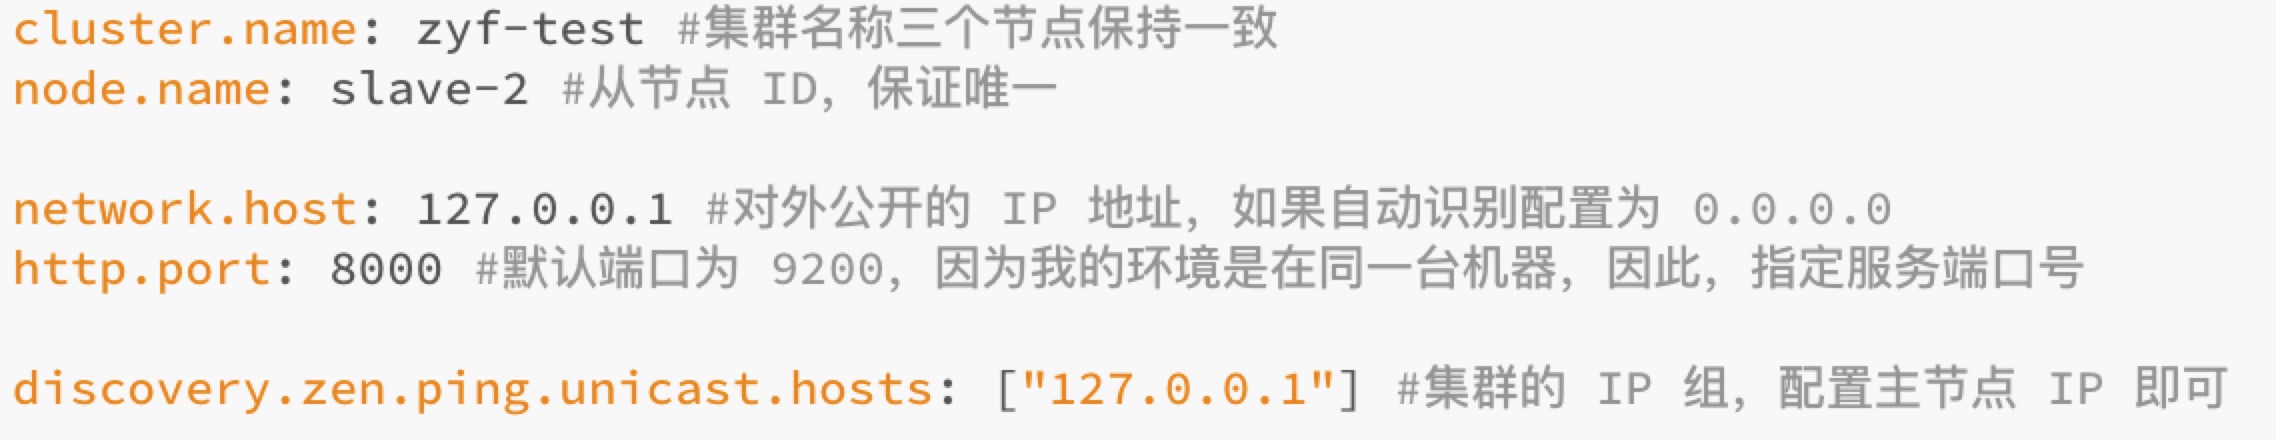 cluster.name: zyf-test #集群名称三个节点保持一致
node.name: slave-2 #从节点 ID, 保证唯一
network.host: 127.0.0.1 #对外公开的 IP 地址, 如果自动识别配置为 0.0.0.0
http.port: 8000 #默认端口为 9200, 因为我的环境是在同一台机器, 因此, 指定服务端口号
discovery.zen.ping.unicast.hosts: ["127.0.0.1"] #集群的 IP 组, 配置主节点 IP 即可